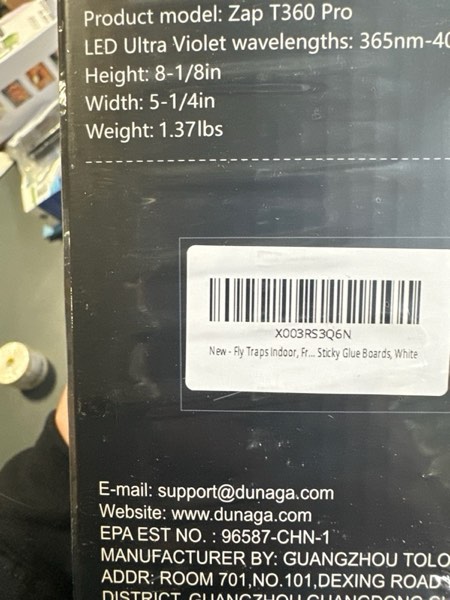 Product model: Zap T360 Pro
LED Ultra Violet wavelengths: 365nm-40
Height: 8-1/8in
Width: 5-1/4in
Weight: 1.37lbs
X003RS3Q6N
New - Fly Traps Indoor, Fr... Sticky Glue Boards, White
E-mail: support@dunaga.com
Website: www.dunaga.com
EPA EST NO. : 96587-CHN-1
MANUFACTURER BY: GUANGZHOU TOLO
ADDR: ROOM 701,NO.101,DEXING ROAD
DISTRICT, GUANGZHOU, GUANGDONG